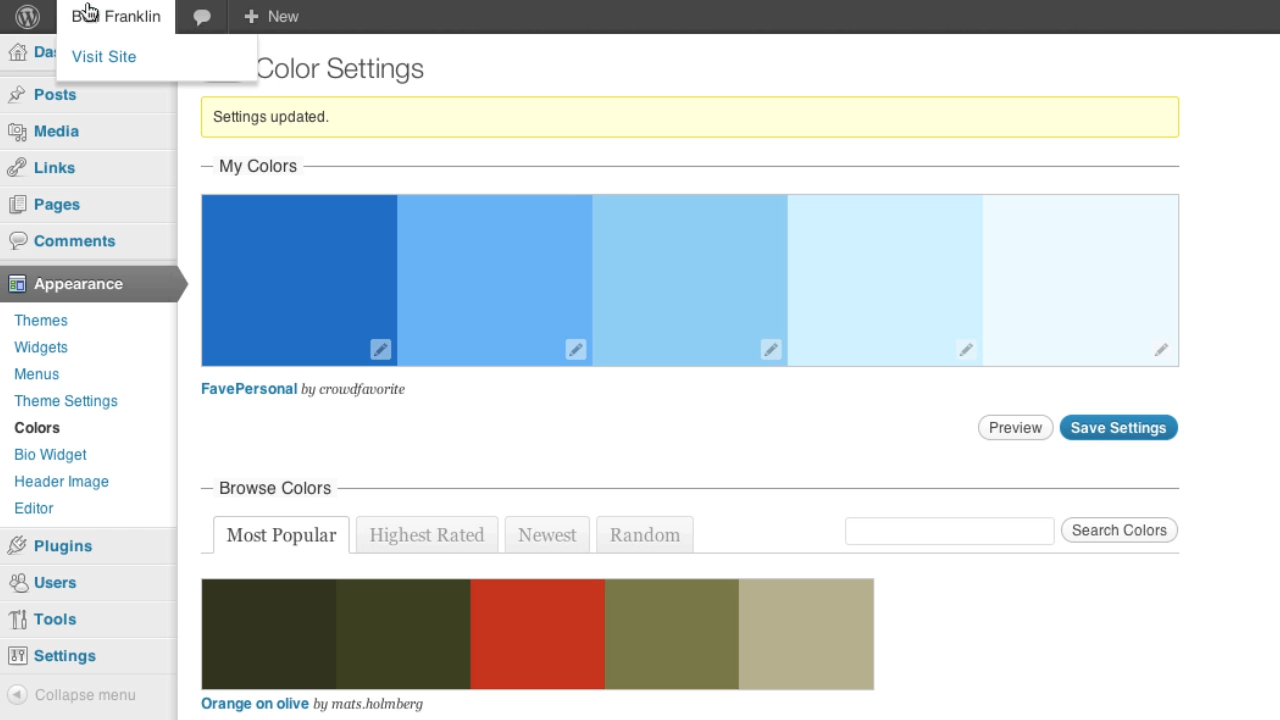 Franklin
New
Visit Site
Color Settings
Posts
Settings updated.
Media
My Colors
Links
Pages
Comments
Appearance
Themes
Widgets
Menus
FavePersonal by crowdfavorite
Theme Settings
Colors
Preview
Save Settings
Bio Widget
Header Image
Browse Colors
Editor
Most Popular
Highest Rated
Newest
Random
Search Colors
Plugins
Users
Tools
Settings
Collapse menu
Orange on olive by mats.holmberg